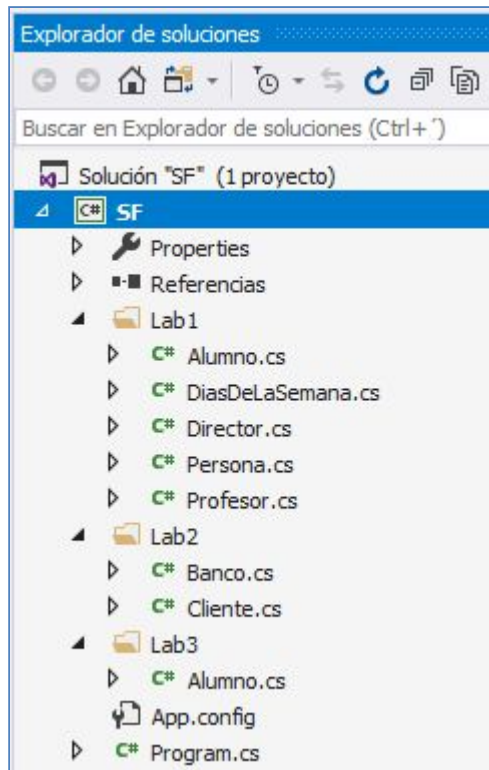 Explorador de soluciones
Buscar en Explorador de soluciones (Ctrl+´)
Solución "SF" (1 proyecto)
C# SF
Properties
Referencias
Lab1
C# Alumno.cs
C# DiasDeLaSemana.cs
C# Director.cs
C# Persona.cs
C# Profesor.cs
Lab2
C# Banco.cs
C# Cliente.cs
Lab3
C# Alumno.cs
App.config
C# Program.cs